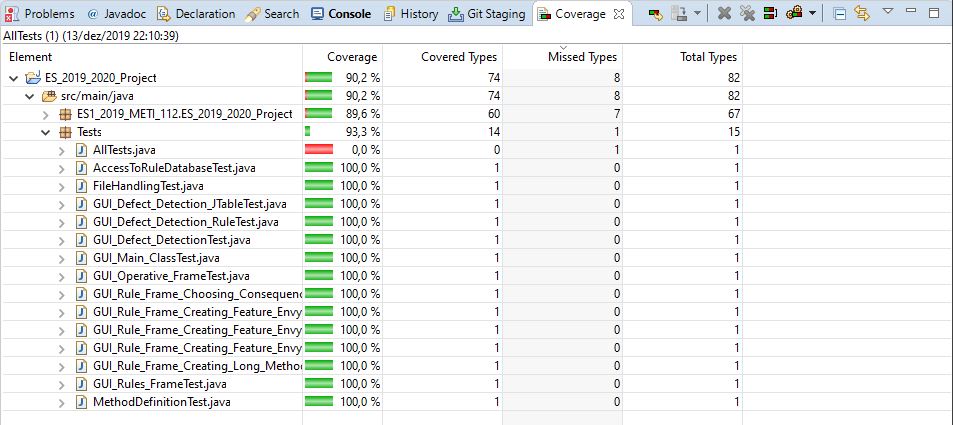 Problems @ Javadoc Declaration Search Console History Git Staging Coverage
AllTests (1) (13/dez/2019 22:10:39)
Element Coverage Covered Types Missed Types Total Types
ES_2019_2020_Project 90,2 % 74 8 82
src/main/java 90,2 % 74 8 82
ES1_2019_METI_112.ES_2019_2020_Project 89,6 % 60 7 67
Tests 93,3 % 14 1 15
AllTests.java 0,0 % 0 1 1
AccessToRuleDatabaseTest.java 100,0 % 1 0 1
FileHandlingTest.java 100,0 % 1 0 1
GUI_Defect_Detection_JTableTest.java 100,0 % 1 0 1
GUI_Defect_Detection_RuleTest.java 100,0 % 1 0 1
GUI_Defect_DetectionTest.java 100,0 % 1 0 1
GUI_Main_ClassTest.java 100,0 % 1 0 1
GUI_Operative_FrameTest.java 100,0 % 1 0 1
GUI_Rule_Frame_Choosing_Consequenc 100,0 % 1 0 1
GUI_Rule_Frame_Creating_Feature_Envy 100,0 % 1 0 1
GUI_Rule_Frame_Creating_Feature_Envy 100,0 % 1 0 1
GUI_Rule_Frame_Creating_Feature_Envy 100,0 % 1 0 1
GUI_Rule_Frame_Creating_Long_Metho 100,0 % 1 0 1
GUI_Rules_FrameTest.java 100,0 % 1 0 1
MethodDefinitionTest.java 100,0 % 1 0 1